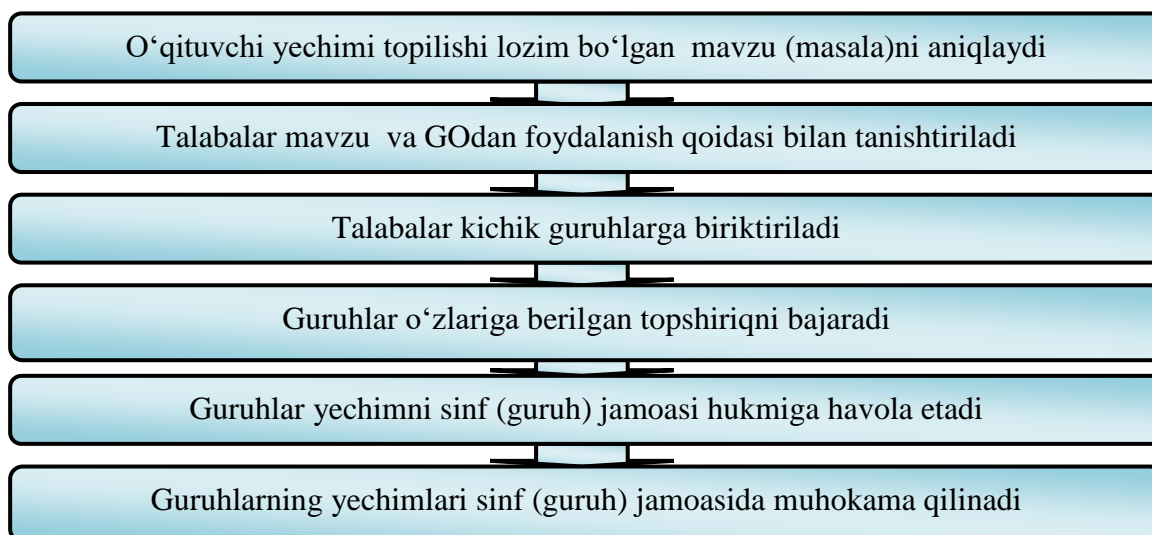 O‘qituvchi yechimi topilishi lozim bo‘lgan mavzu (masala)ni aniqlaydi
Talabalar mavzu va GOdan foydalanish qoidasi bilan tanishtiriladi
Talabalar kichik guruhlarga biriktiriladi
Guruhlar o‘zlariga berilgan topshiriqni bajaradi
Guruhlar yechimni sinf (guruh) jamoasi hukmiga havola etadi
Guruhlarning yechimlari sinf (guruh) jamoasida muhokama qilinadi